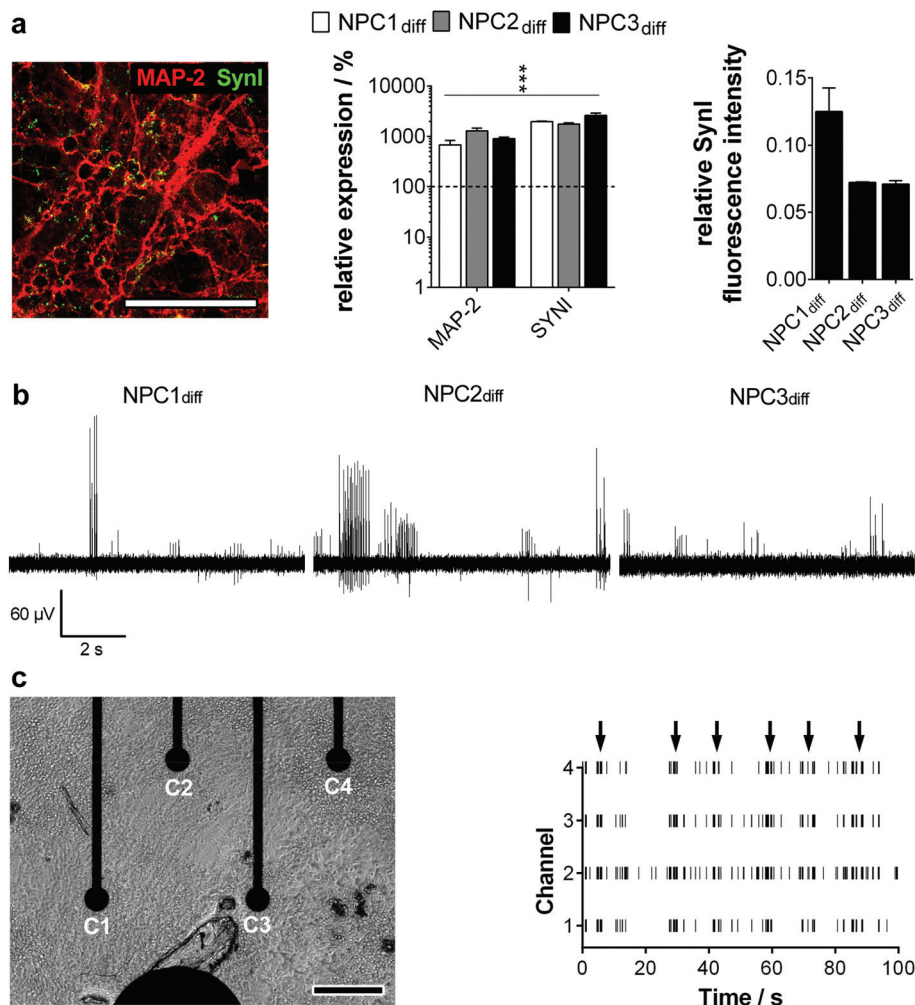 a
NPC1diff NPC2diff NPC3diff
MAP-2 SynI
relative expression / %
10000
1000
100
10
1
***
MAP-2
SYNI
relative SynI
fluorescence intensity
0.15
0.10
0.05
0.00
NPC1diff
NPC2diff
NPC3diff
b
NPC1diff NPC2diff NPC3diff
60 µV
2 s
c
C1
C2
C3
C4
Channel
4
3
2
1
0 20 40 60 80 100
Time / s